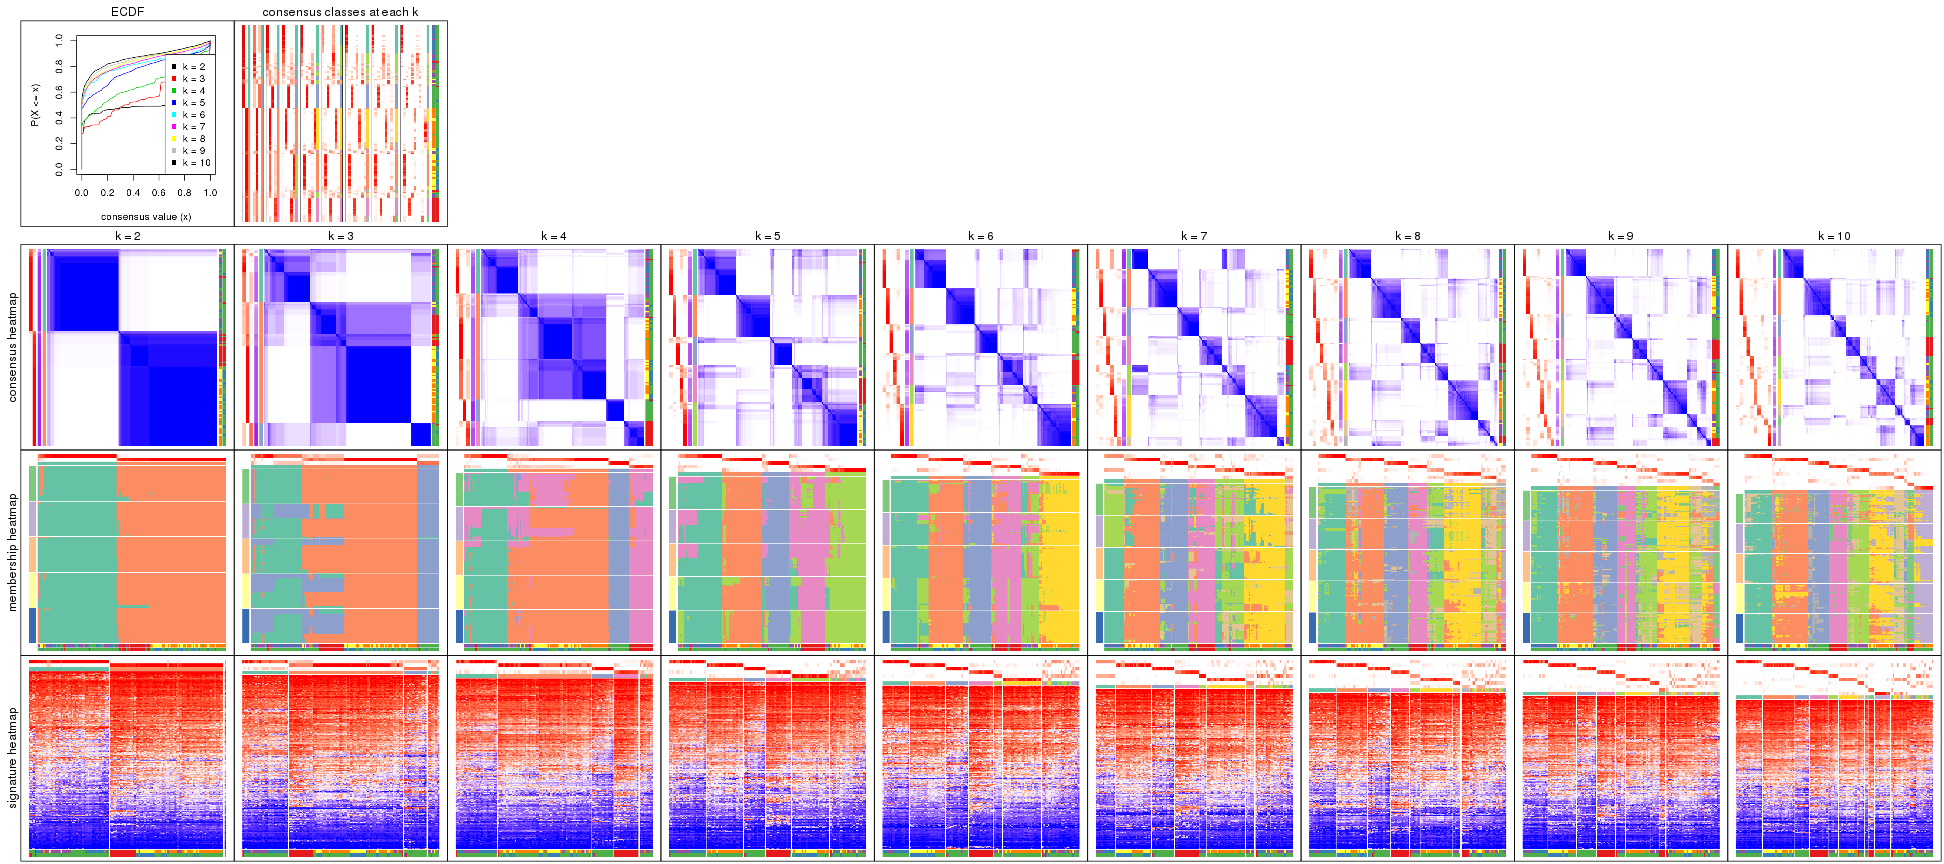 ECDF
consensus classes at each k
P(X <= x)
0.0
0.2
0.4
0.6
0.8
1.0
k = 2
k = 3
k = 4
k = 5
k = 6
k = 7
k = 8
k = 9
k = 10
0.0 0.2 0.4 0.6 0.8 1.0
consensus value (x)
k = 2
k = 3
k = 4
k = 5
k = 6
k = 7
k = 8
k = 9
k = 10
consensus heatmap
membership heatmap
signature heatmap